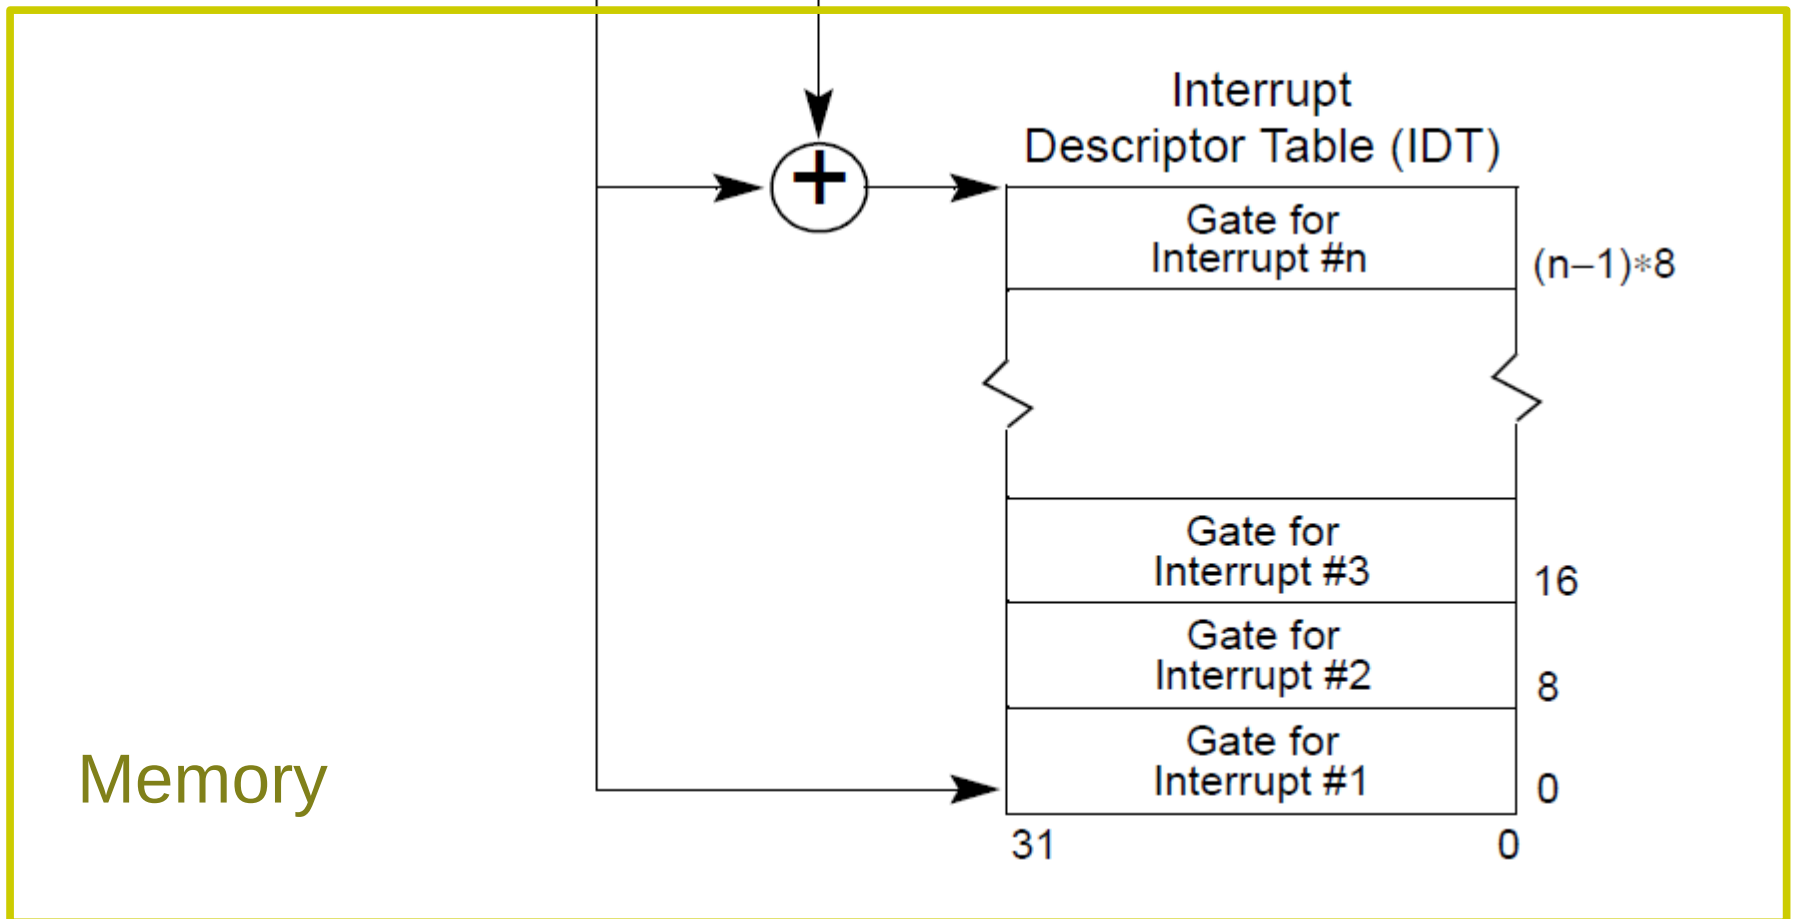 Interrupt
Descriptor Table (IDT)
+
Gate for
Interrupt #n
(n–1)*8
Gate for
Interrupt #3
16
Gate for
Interrupt #2
8
Gate for
Interrupt #1
0
31 0
Memory